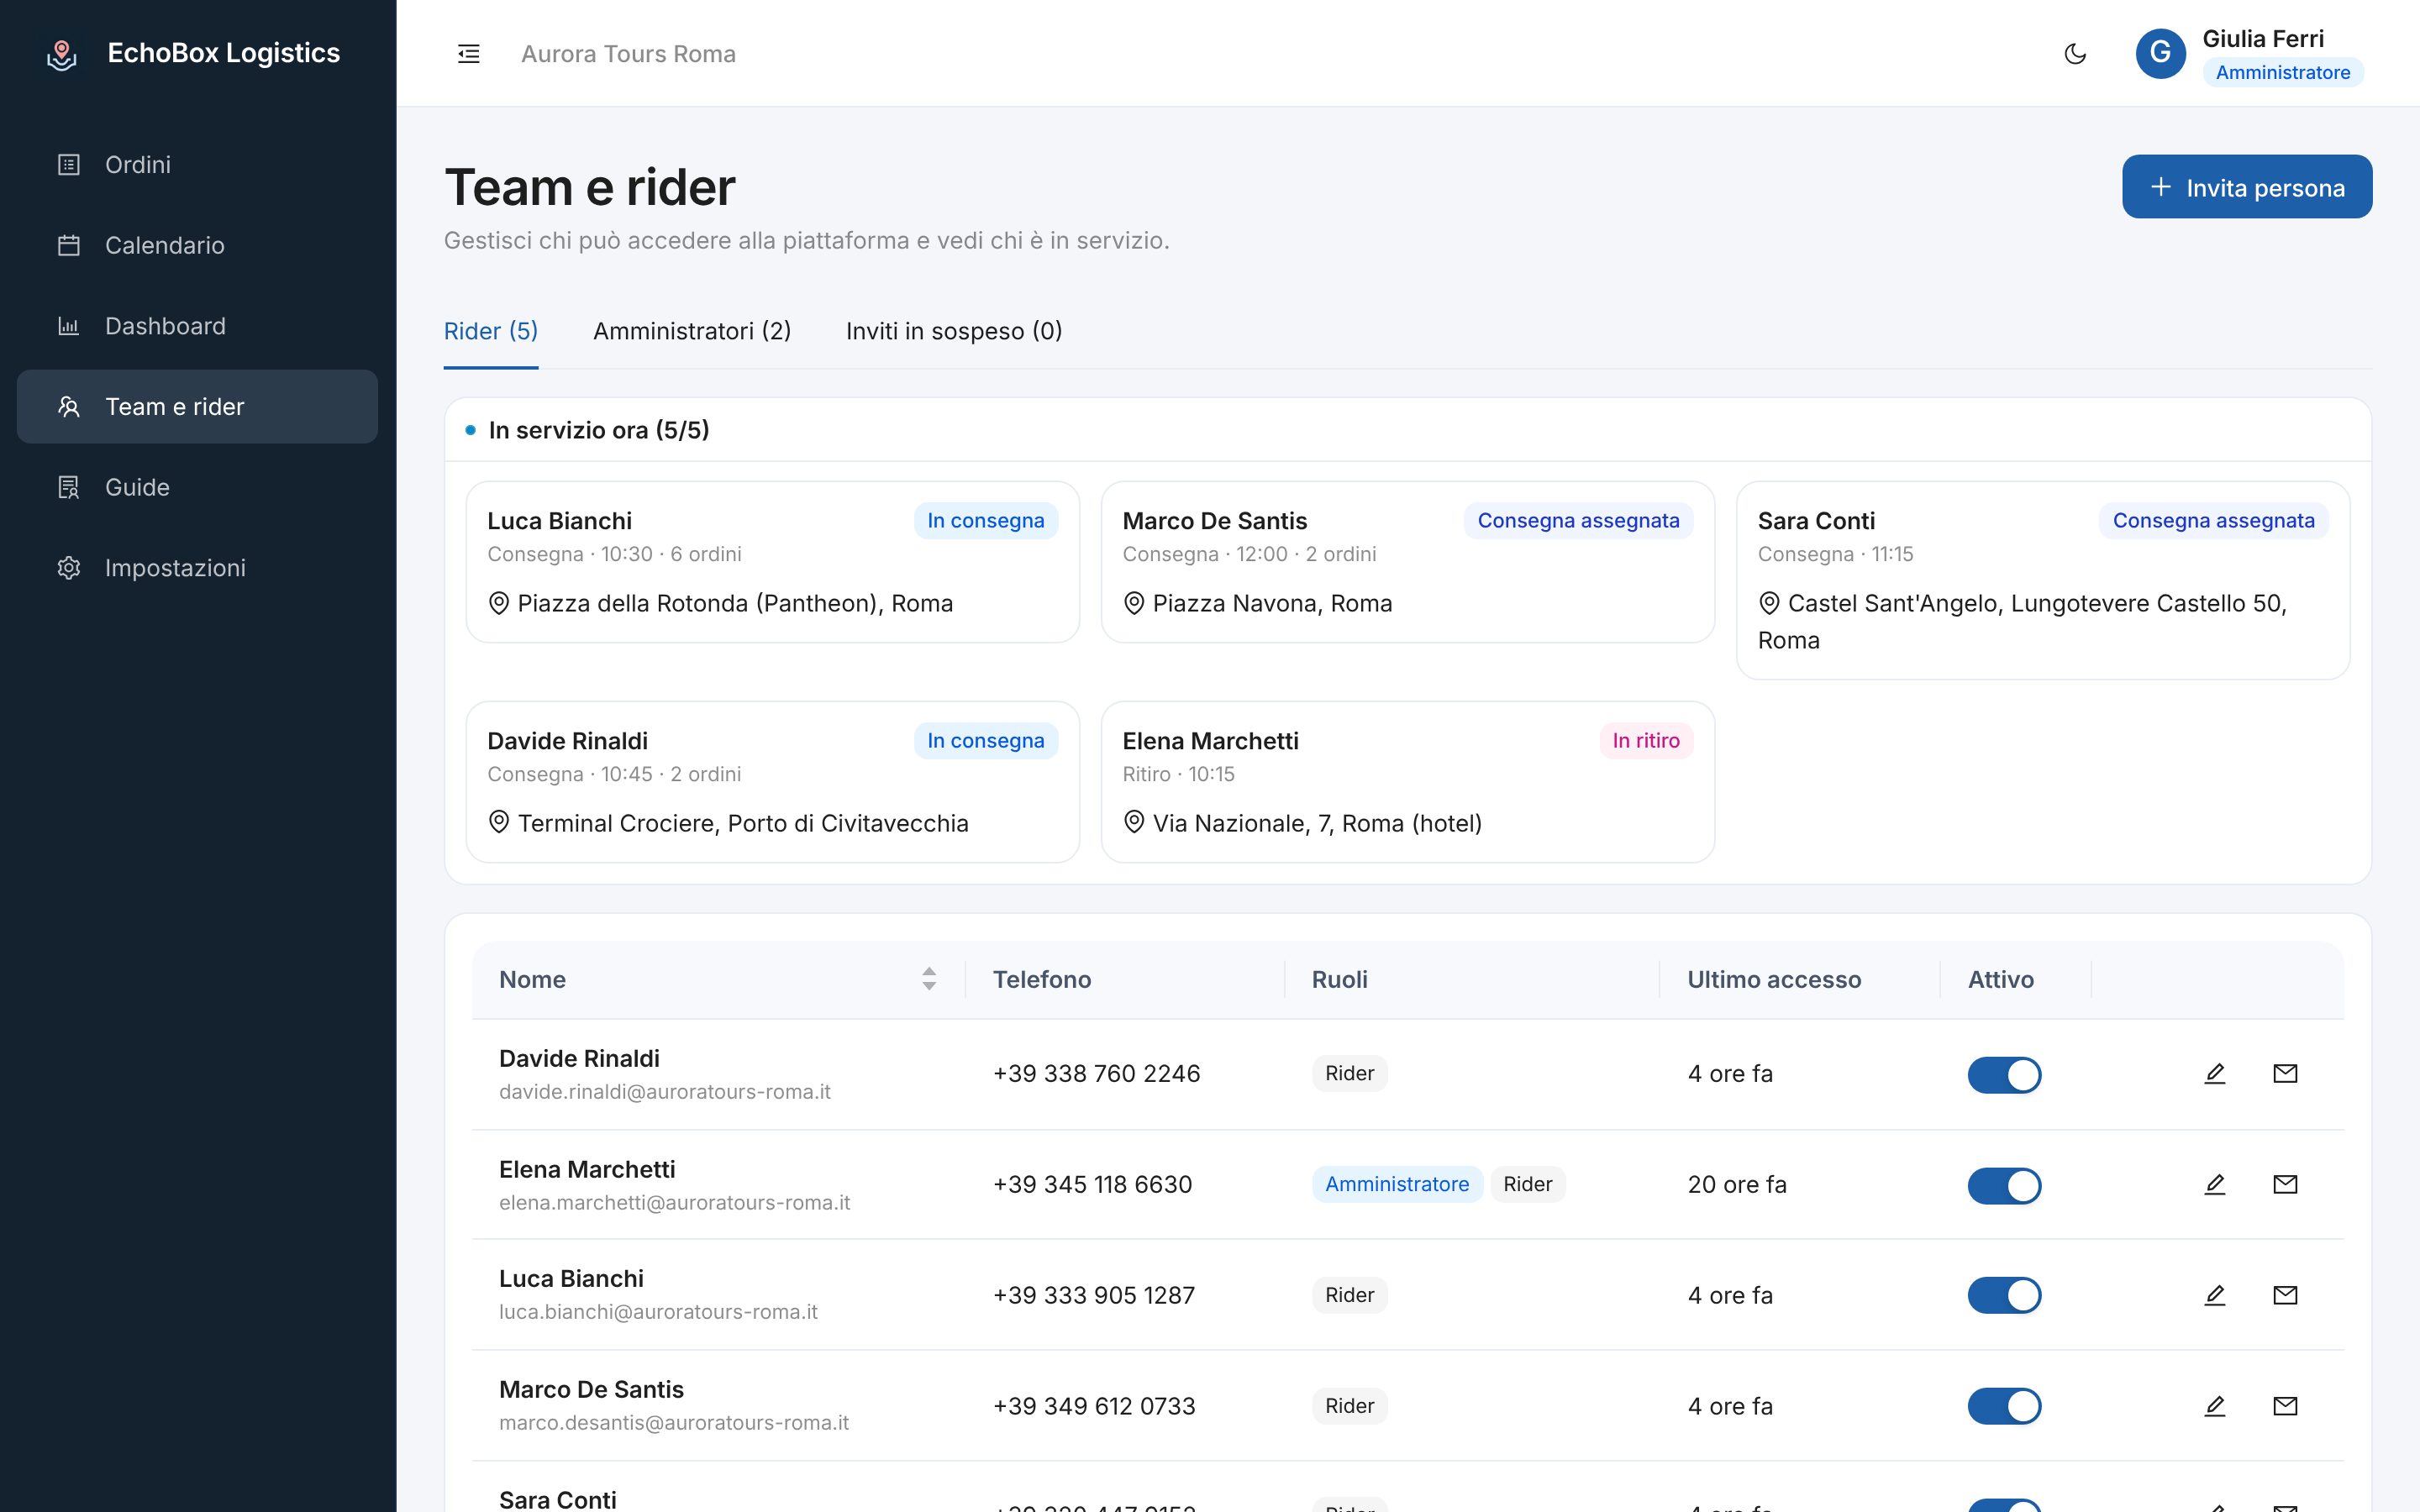 EchoBox Logistics
Ordini
Calendario
Dashboard
Team e rider
Guide
Impostazioni
Aurora Tours Roma
G
Giulia Ferri
Amministratore
Team e rider
Gestisci chi può accedere alla piattaforma e vedi chi è in servizio.
+ Invita persona
Rider (5) Amministratori (2) Inviti in sospeso (0)
In servizio ora (5/5)
Luca Bianchi In consegna
Consegna · 10:30 · 6 ordini
Piazza della Rotonda (Pantheon), Roma
Marco De Santis Consegna assegnata
Consegna · 12:00 · 2 ordini
Piazza Navona, Roma
Sara Conti Consegna assegnata
Consegna · 11:15
Castel Sant'Angelo, Lungotevere Castello 50,
Roma
Davide Rinaldi In consegna
Consegna · 10:45 · 2 ordini
Terminal Crociere, Porto di Civitavecchia
Elena Marchetti In ritiro
Ritiro · 10:15
Via Nazionale, 7, Roma (hotel)
Nome Telefono Ruoli Ultimo accesso Attivo
Davide Rinaldi
davide.rinaldi@auroratours-roma.it
+39 338 760 2246 Rider 4 ore fa
Elena Marchetti
elena.marchetti@auroratours-roma.it
+39 345 118 6630 Amministratore Rider 20 ore fa
Luca Bianchi
luca.bianchi@auroratours-roma.it
+39 333 905 1287 Rider 4 ore fa
Marco De Santis
marco.desantis@auroratours-roma.it
+39 349 612 0733 Rider 4 ore fa
Sara Conti